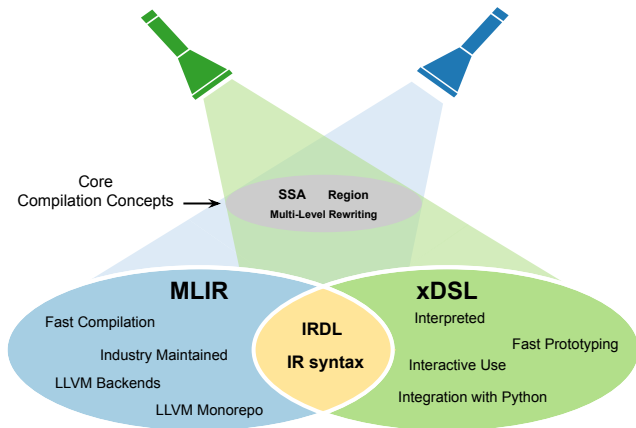 Core
Compilation Concepts
SSA Region
Multi-Level Rewriting
MLIR
Fast Compilation
Industry Maintained
LLVM Backends
LLVM Monorepo
IRDL
IR syntax
xDSL
Interpreted
Fast Prototyping
Interactive Use
Integration with Python